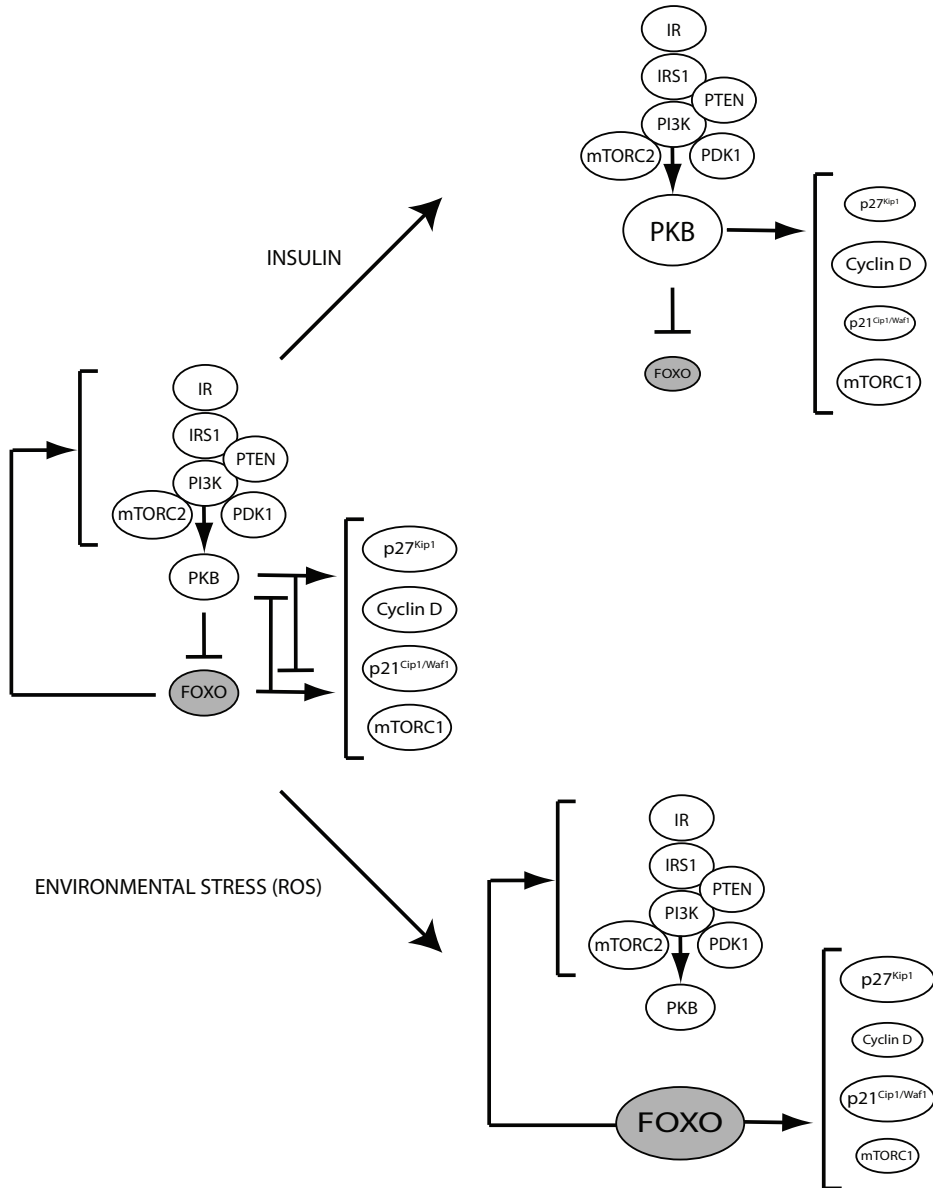 IR
IRS1
PTEN
PI3K
mTORC2
PDK1
PKB
p27Kip1
Cyclin D
p21Cip1/Waf1
mTORC1
FOXO
INSULIN
IR
IRS1
PTEN
PI3K
mTORC2
PDK1
PKB
FOXO
p27Kip1
Cyclin D
p21Cip1/Waf1
mTORC1
ENVIRONMENTAL STRESS (ROS)
IR
IRS1
PTEN
PI3K
mTORC2
PDK1
PKB
FOXO
p27Kip1
Cyclin D
p21Cip1/Waf1
mTORC1